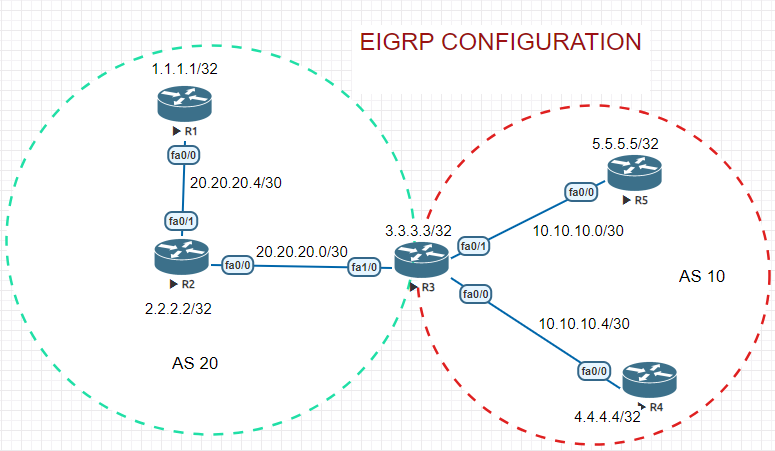 EIGRP CONFIGURATION
1.1.1.1/32
R1
fa0/0
20.20.20.4/30
fa0/1
R2
fa0/0
2.2.2.2/32
20.20.20.0/30
fa1/0
3.3.3.3/32
R3
fa0/1
fa0/0
AS 20
5.5.5.5/32
fa0/0
R5
10.10.10.0/30
AS 10
10.10.10.4/30
fa0/0
R4
4.4.4.4/32